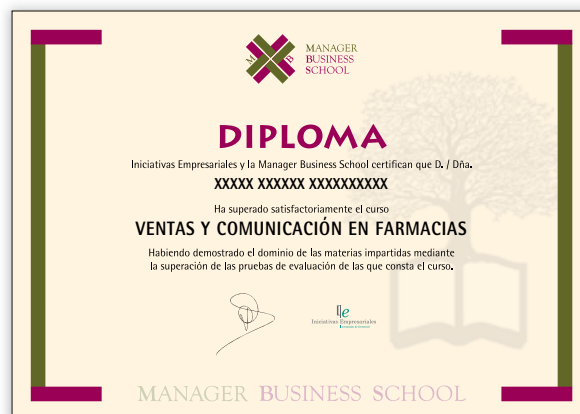 MANAGER
BUSINESS
SCHOOL
M B
DIPLOMA
Iniciativas Empresariales y la Manager Business School certifican que D. / Dña.
XXXXX XXXXXX XXXXXXXXXX
Ha superado satisfactoriamente el curso
VENTAS Y COMUNICACIÓN EN FARMACIAS
Habiendo demostrado el dominio de las materias impartidas mediante
la superación de las pruebas de evaluación de las que consta el curso.
Ie
Iniciativas Empresariales
MANAGER BUSINESS SCHOOL